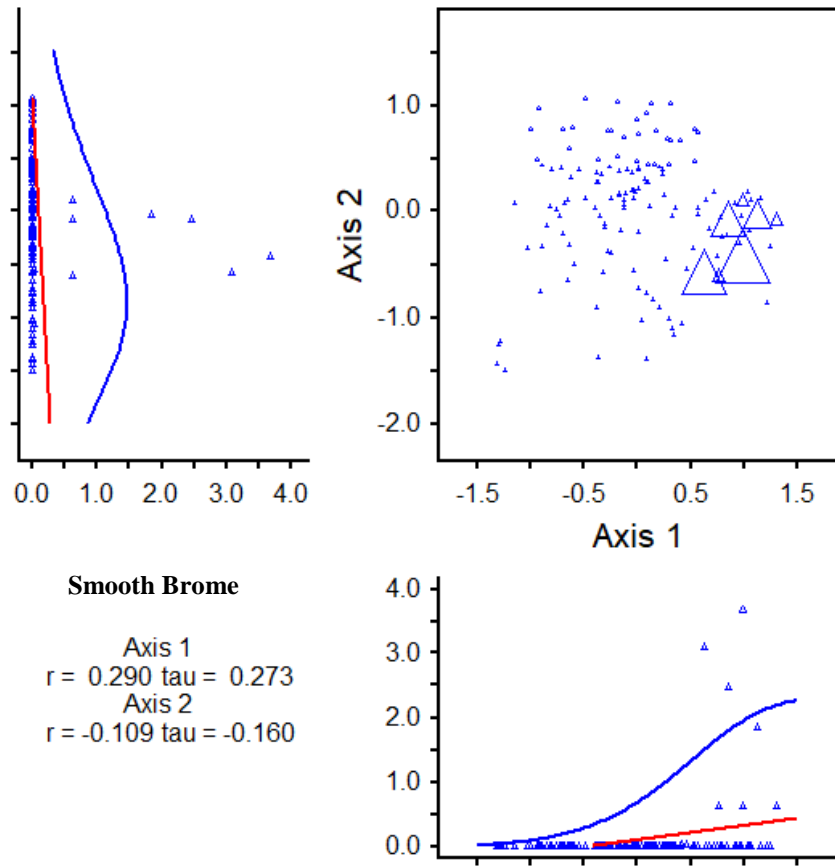 1.0
0.0
-1.0
-2.0
Axis 2
0.0 1.0 2.0 3.0 4.0
-1.5 -0.5 0.5 1.5
Axis 1
Smooth Brome
Axis 1
r = 0.290 tau = 0.273
Axis 2
r = -0.109 tau = -0.160
4.0
3.0
2.0
1.0
0.0